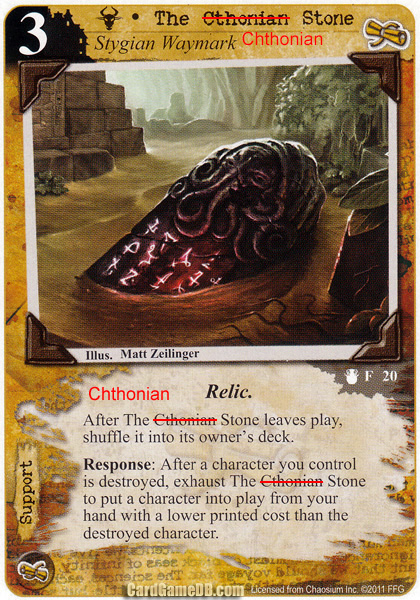 3 • The Cthonian Stone
Stygian Waymark Chthonian
Illus. Matt Zeilinger
F 20
Chthonian Relic.
After The Cthonian Stone leaves play,
shuffle it into its owner's deck.
Response: After a character you control
is destroyed, exhaust The Cthonian Stone
to put a character into play from your
hand with a lower printed cost than the
destroyed character.
Support
Licensed from Chaosium Inc. ©2011 FFG
CardGameDB.com